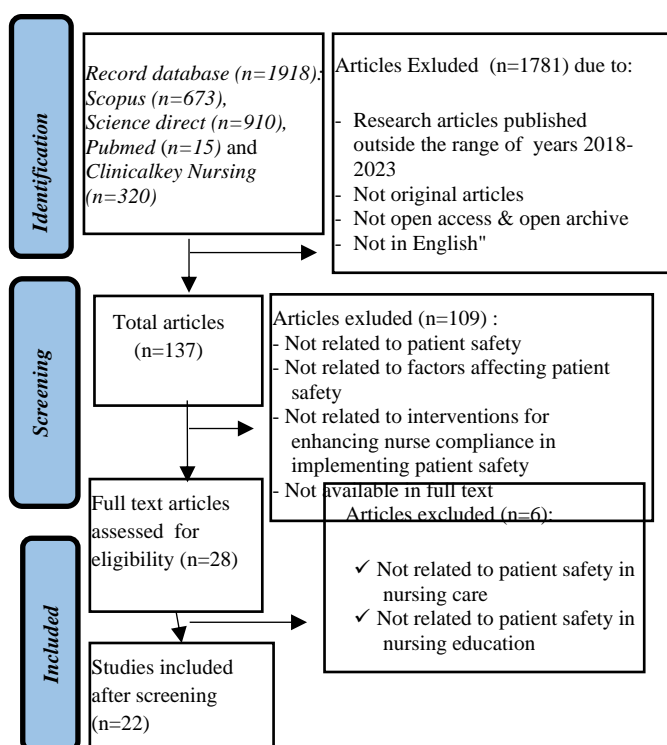 Identification
Record database (n=1918):
Scopus (n=673),
Science direct (n=910),
Pubmed (n=15) and
Clinicalkey Nursing
(n=320)
Articles Exluded (n=1781) due to:
- Research articles published
outside the range of years 2018-
2023
- Not original articles
- Not open access & open archive
- Not in English"
Screening
Total articles
(n=137)
Articles exluded (n=109) :
- Not related to patient safety
- Not related to factors affecting patient
safety
- Not related to interventions for
enhancing nurse compliance in
implementing patient safety
- Not available in full text
Full text articles
assessed for
eligibility (n=28)
Articles excluded (n=6):
✓ Not related to patient safety in
nursing care
✓ Not related to patient safety in
nursing education
Included
Studies included
after screening
(n=22)